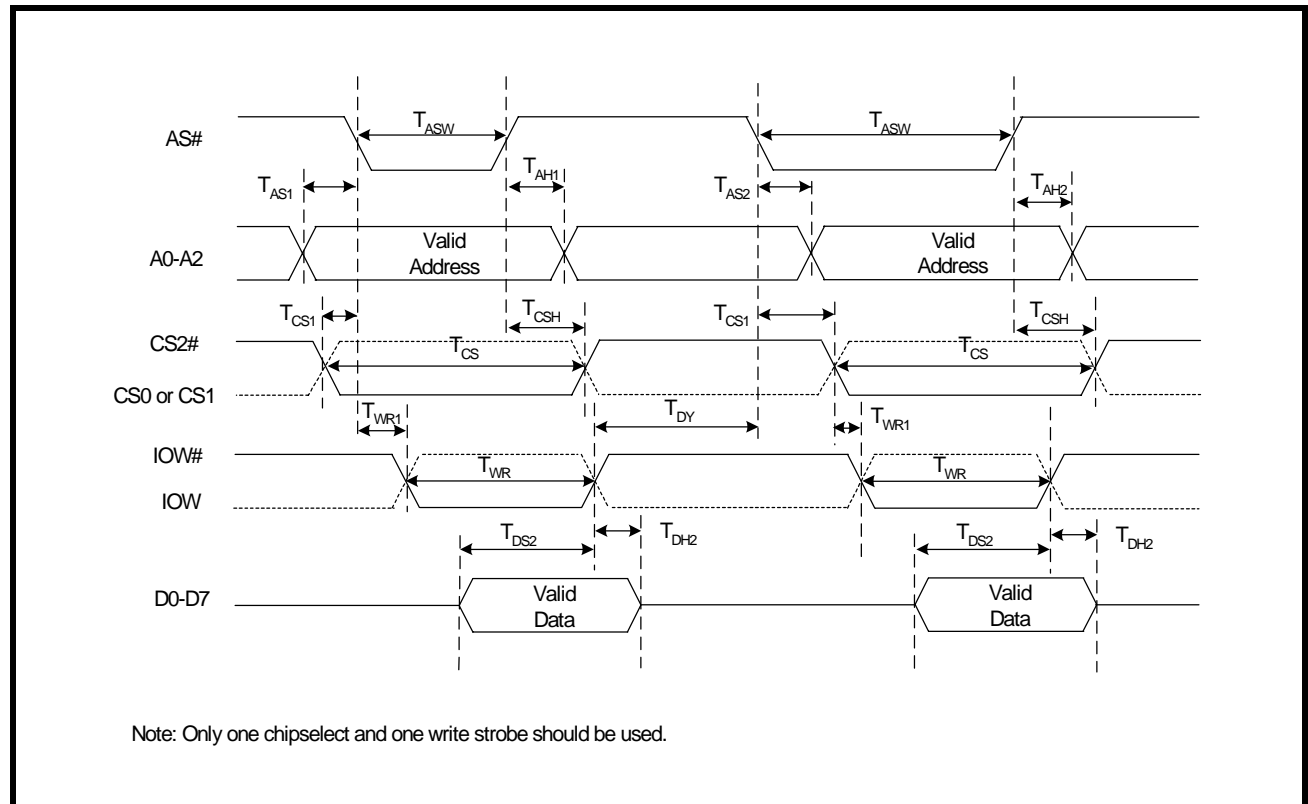 AS#
T_ASW
T_ASW
T_AS1
T_AH1
T_AS2
T_AH2
A0-A2
Valid
Address
Valid
Address
T_CS1
T_CSH
T_CS1
T_CSH
CS2#
T_CS
T_CS
CS0 or CS1
T_WR1
T_DY
T_WR1
IOW#
T_WR
T_WR
IOW
T_DS2
T_DH2
T_DS2
T_DH2
D0-D7
Valid
Data
Valid
Data
Note: Only one chipselect and one write strobe should be used.